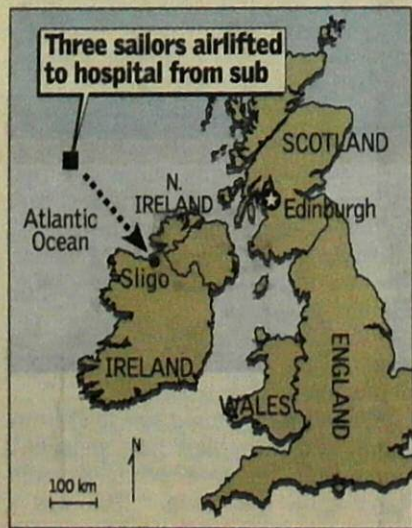 Three sailors airlifted
to hospital from sub
SCOTLAND
N.
IRELAND
Edinburgh
Atlantic
Ocean
Sligo
IRELAND
ENGLAND
WALES
N
100 km